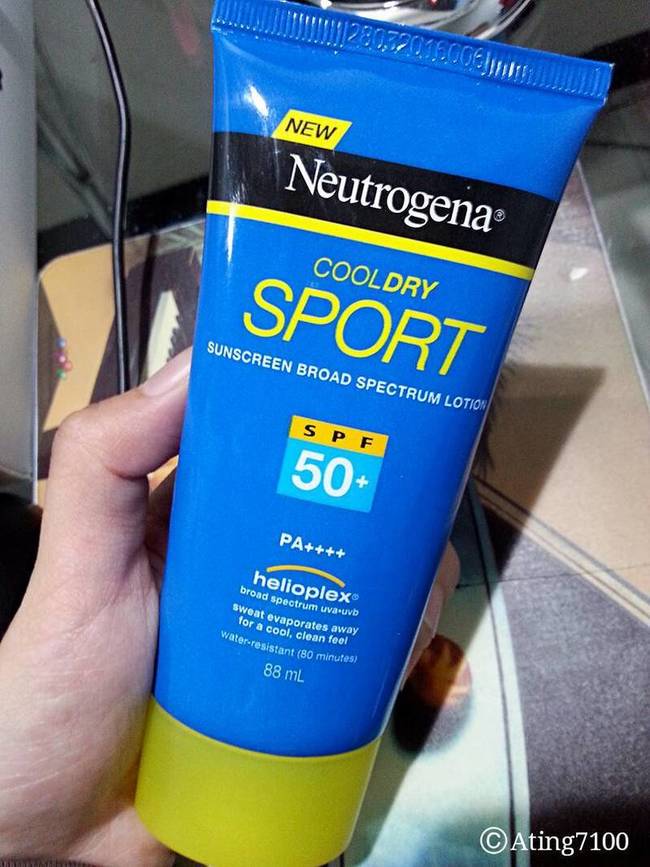 28032016006
NEW
Neutrogena®
COOLDRY
SPORT
SUNSCREEN BROAD SPECTRUM LOTION
SPF
50+
PA++++
helioplex®
broad spectrum uva•uvb
sweat evaporates away
for a cool, clean feel
water-resistant (80 minutes)
88 mL
©Ating7100